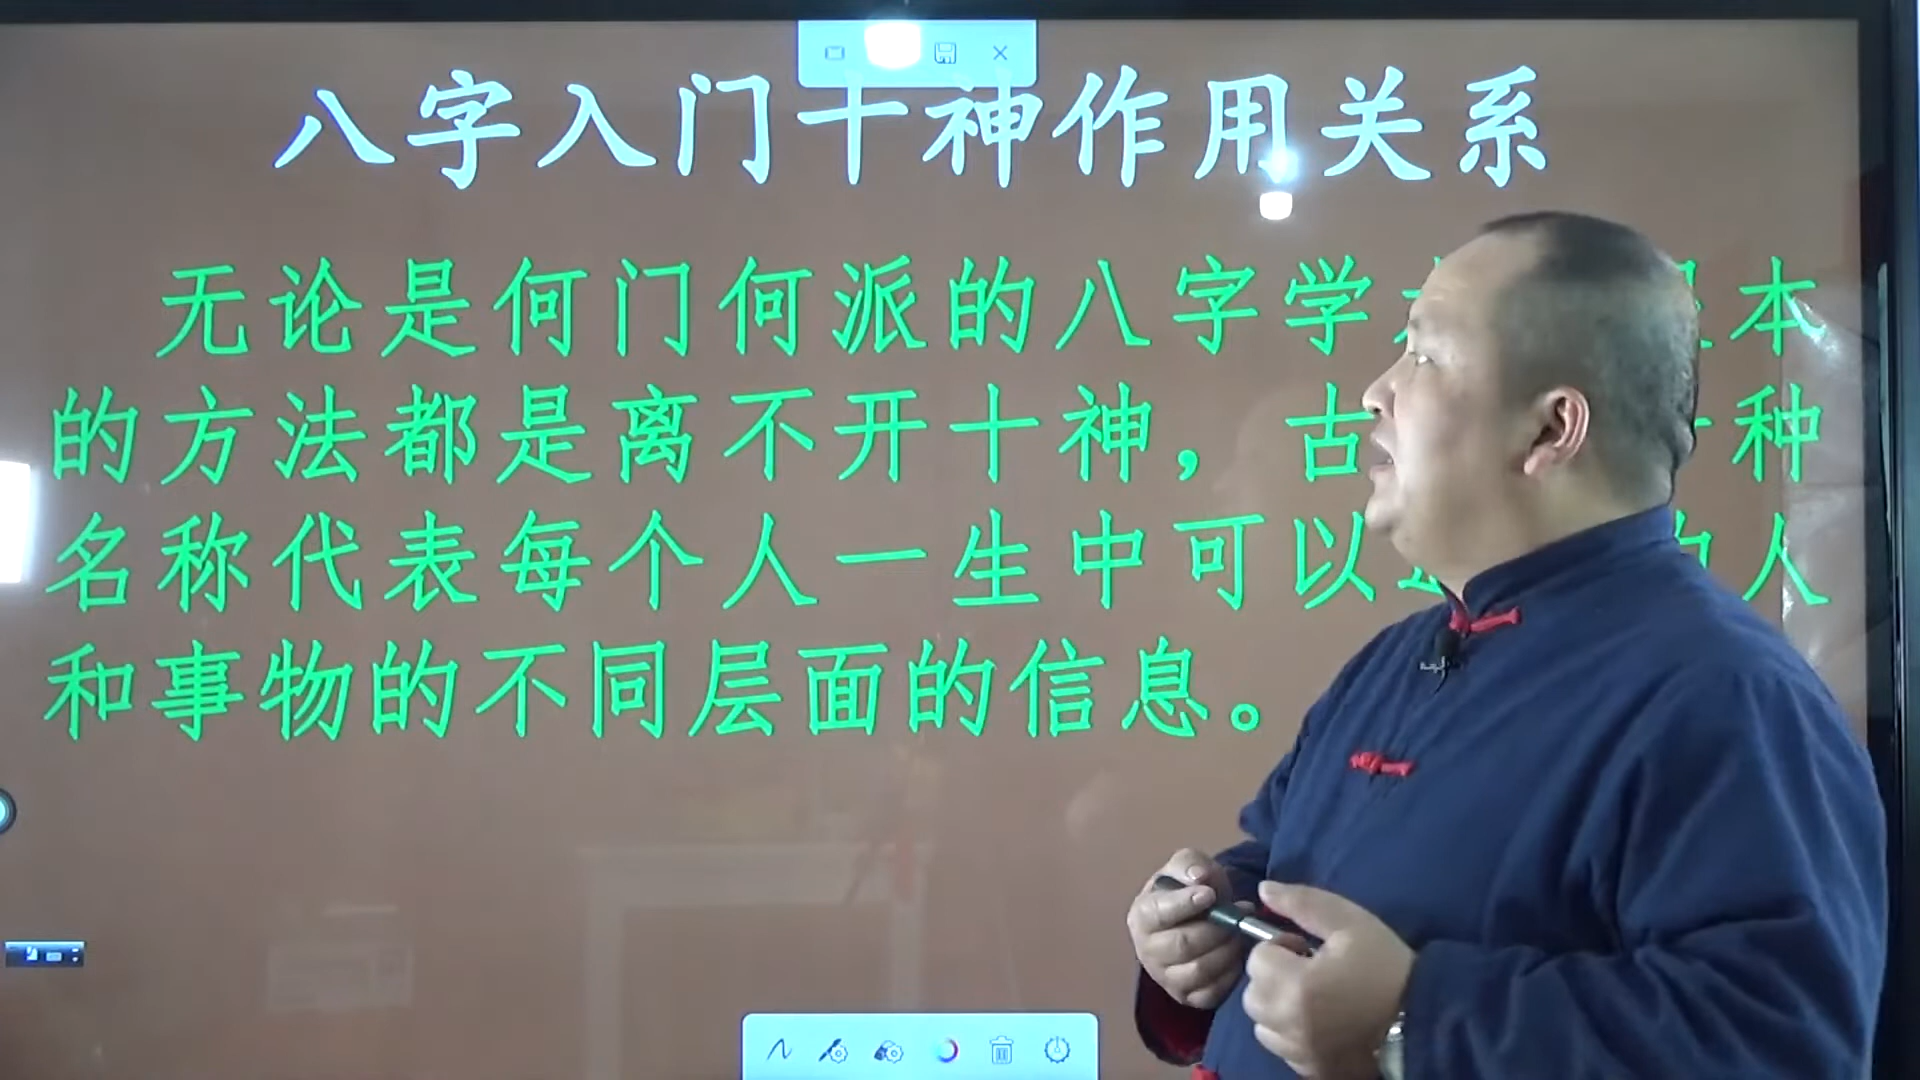 八字入门十神作用关系
无论是何门何派的八字学 本
的方法都是离不开十神，古 种
名称代表每个人一生中可以 人
和事物的不同层面的信息。